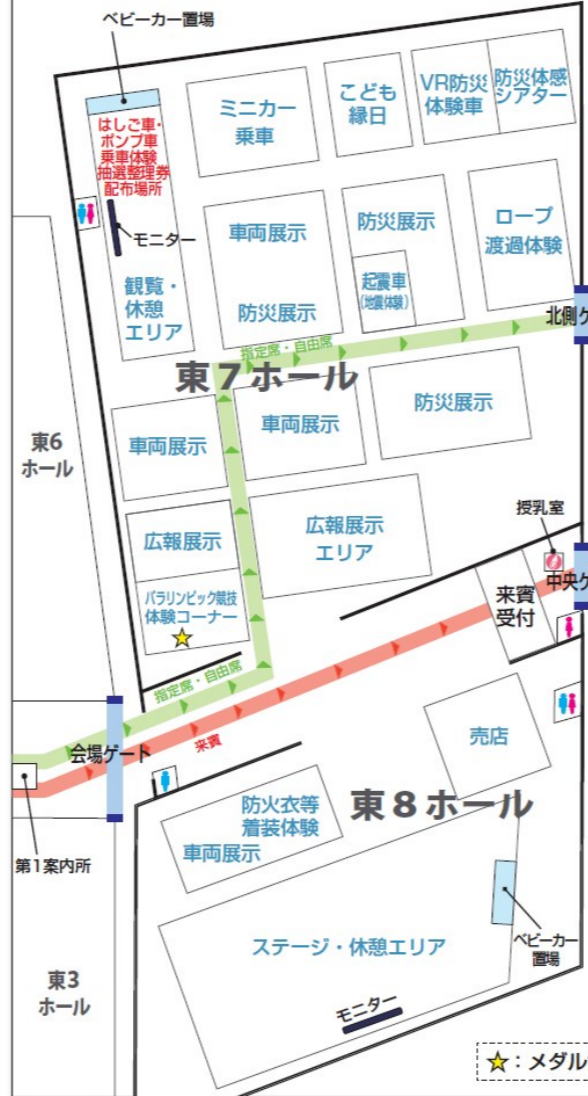 ベビーカー置場
はしご車・
ポンプ車
乗車体験
抽選整理券
配布場所
ミニカー
乗車
こども
縁日
VR防災
体験車
防災体感
シアター
モニター
観覧・
休憩
エリア
車両展示
防災展示
防災展示
起震車
(地震体験)
ロープ
渡過体験
北側ゲ
指定席・自由席
東7ホール
東6
ホール
車両展示
車両展示
防災展示
広報展示
広報展示
エリア
パラリンピック競技
体験コーナー
授乳室
来賓
受付
中央ゲ
指定席・自由席
来賓
会場ゲート
第1案内所
売店
防火衣等
着装体験
車両展示
東8ホール
ステージ・休憩エリア
ベビーカー
置場
モニター
東3
ホール
：メダル